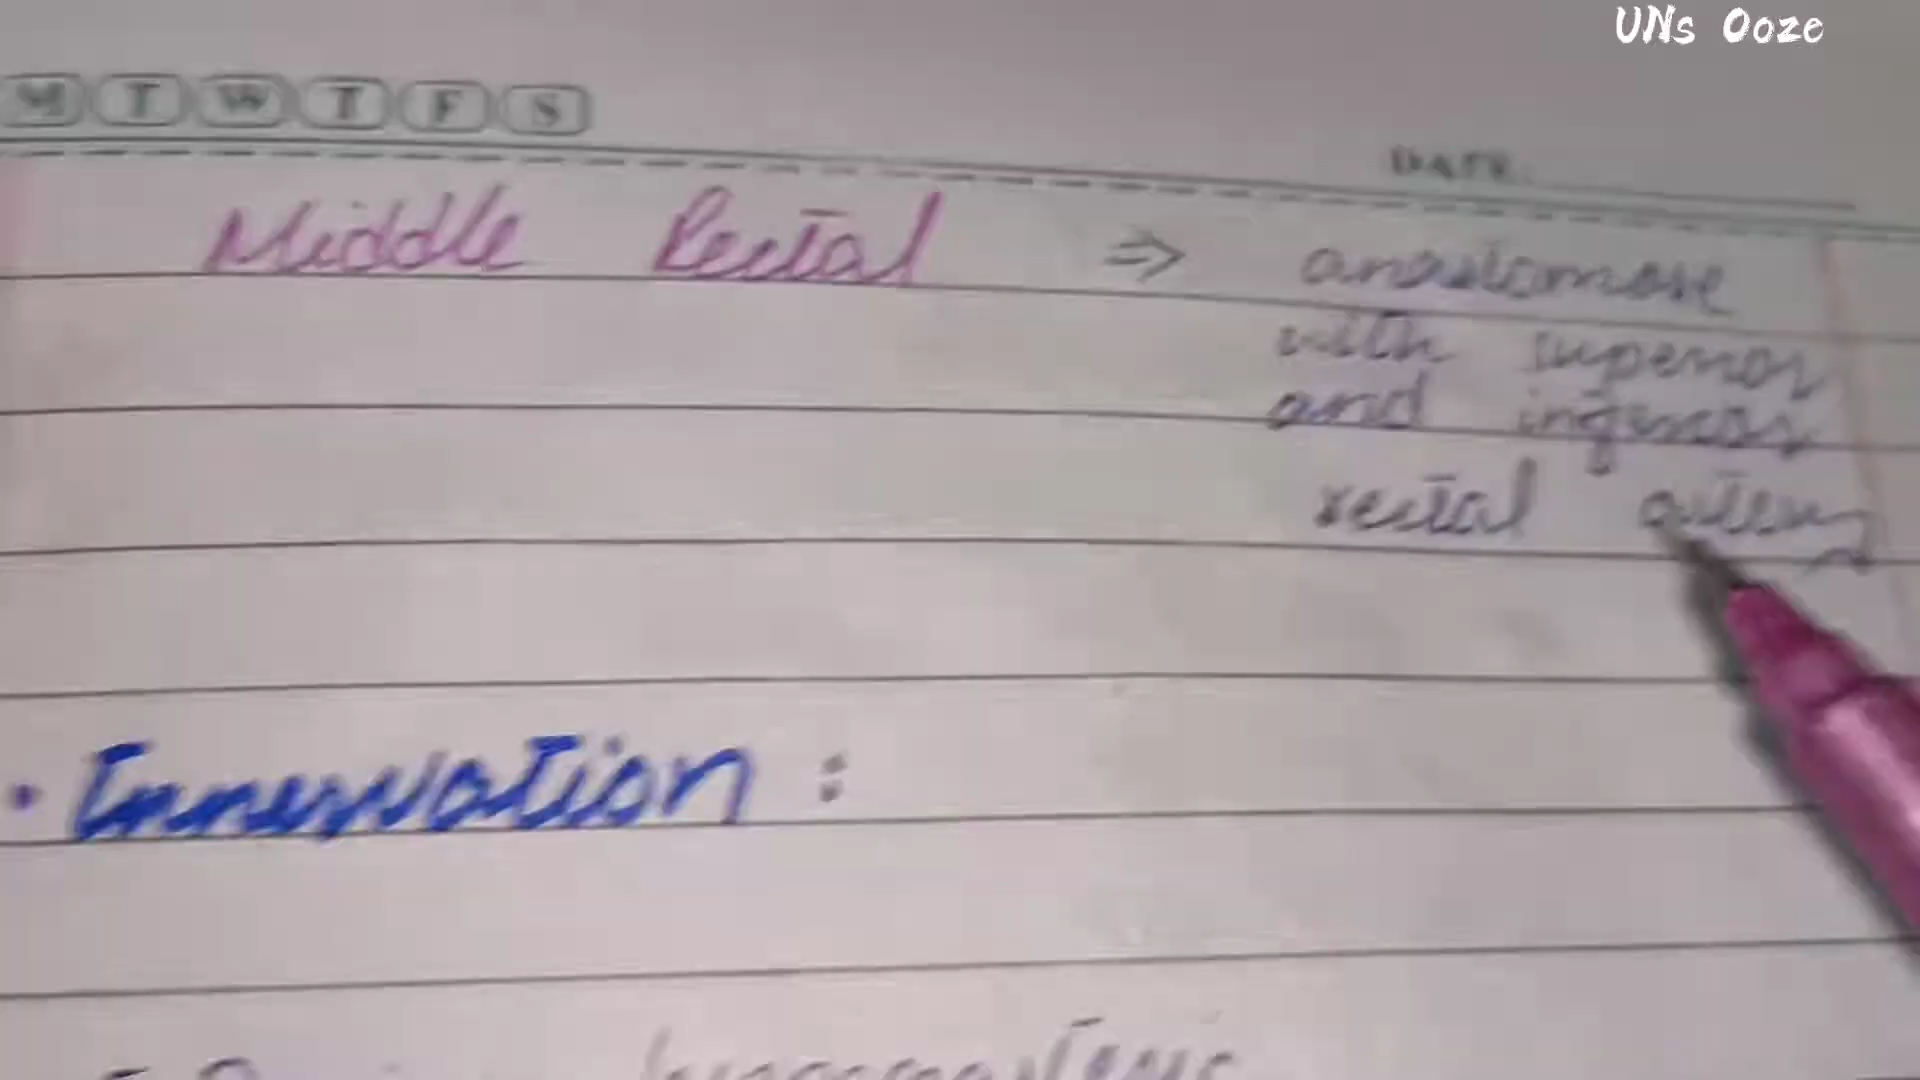 UNs Ooze
M T W T F S
DATE:
Middle Rectal ⇒ anastomose
with superior
and inferior
rectal artery
• Innervation :